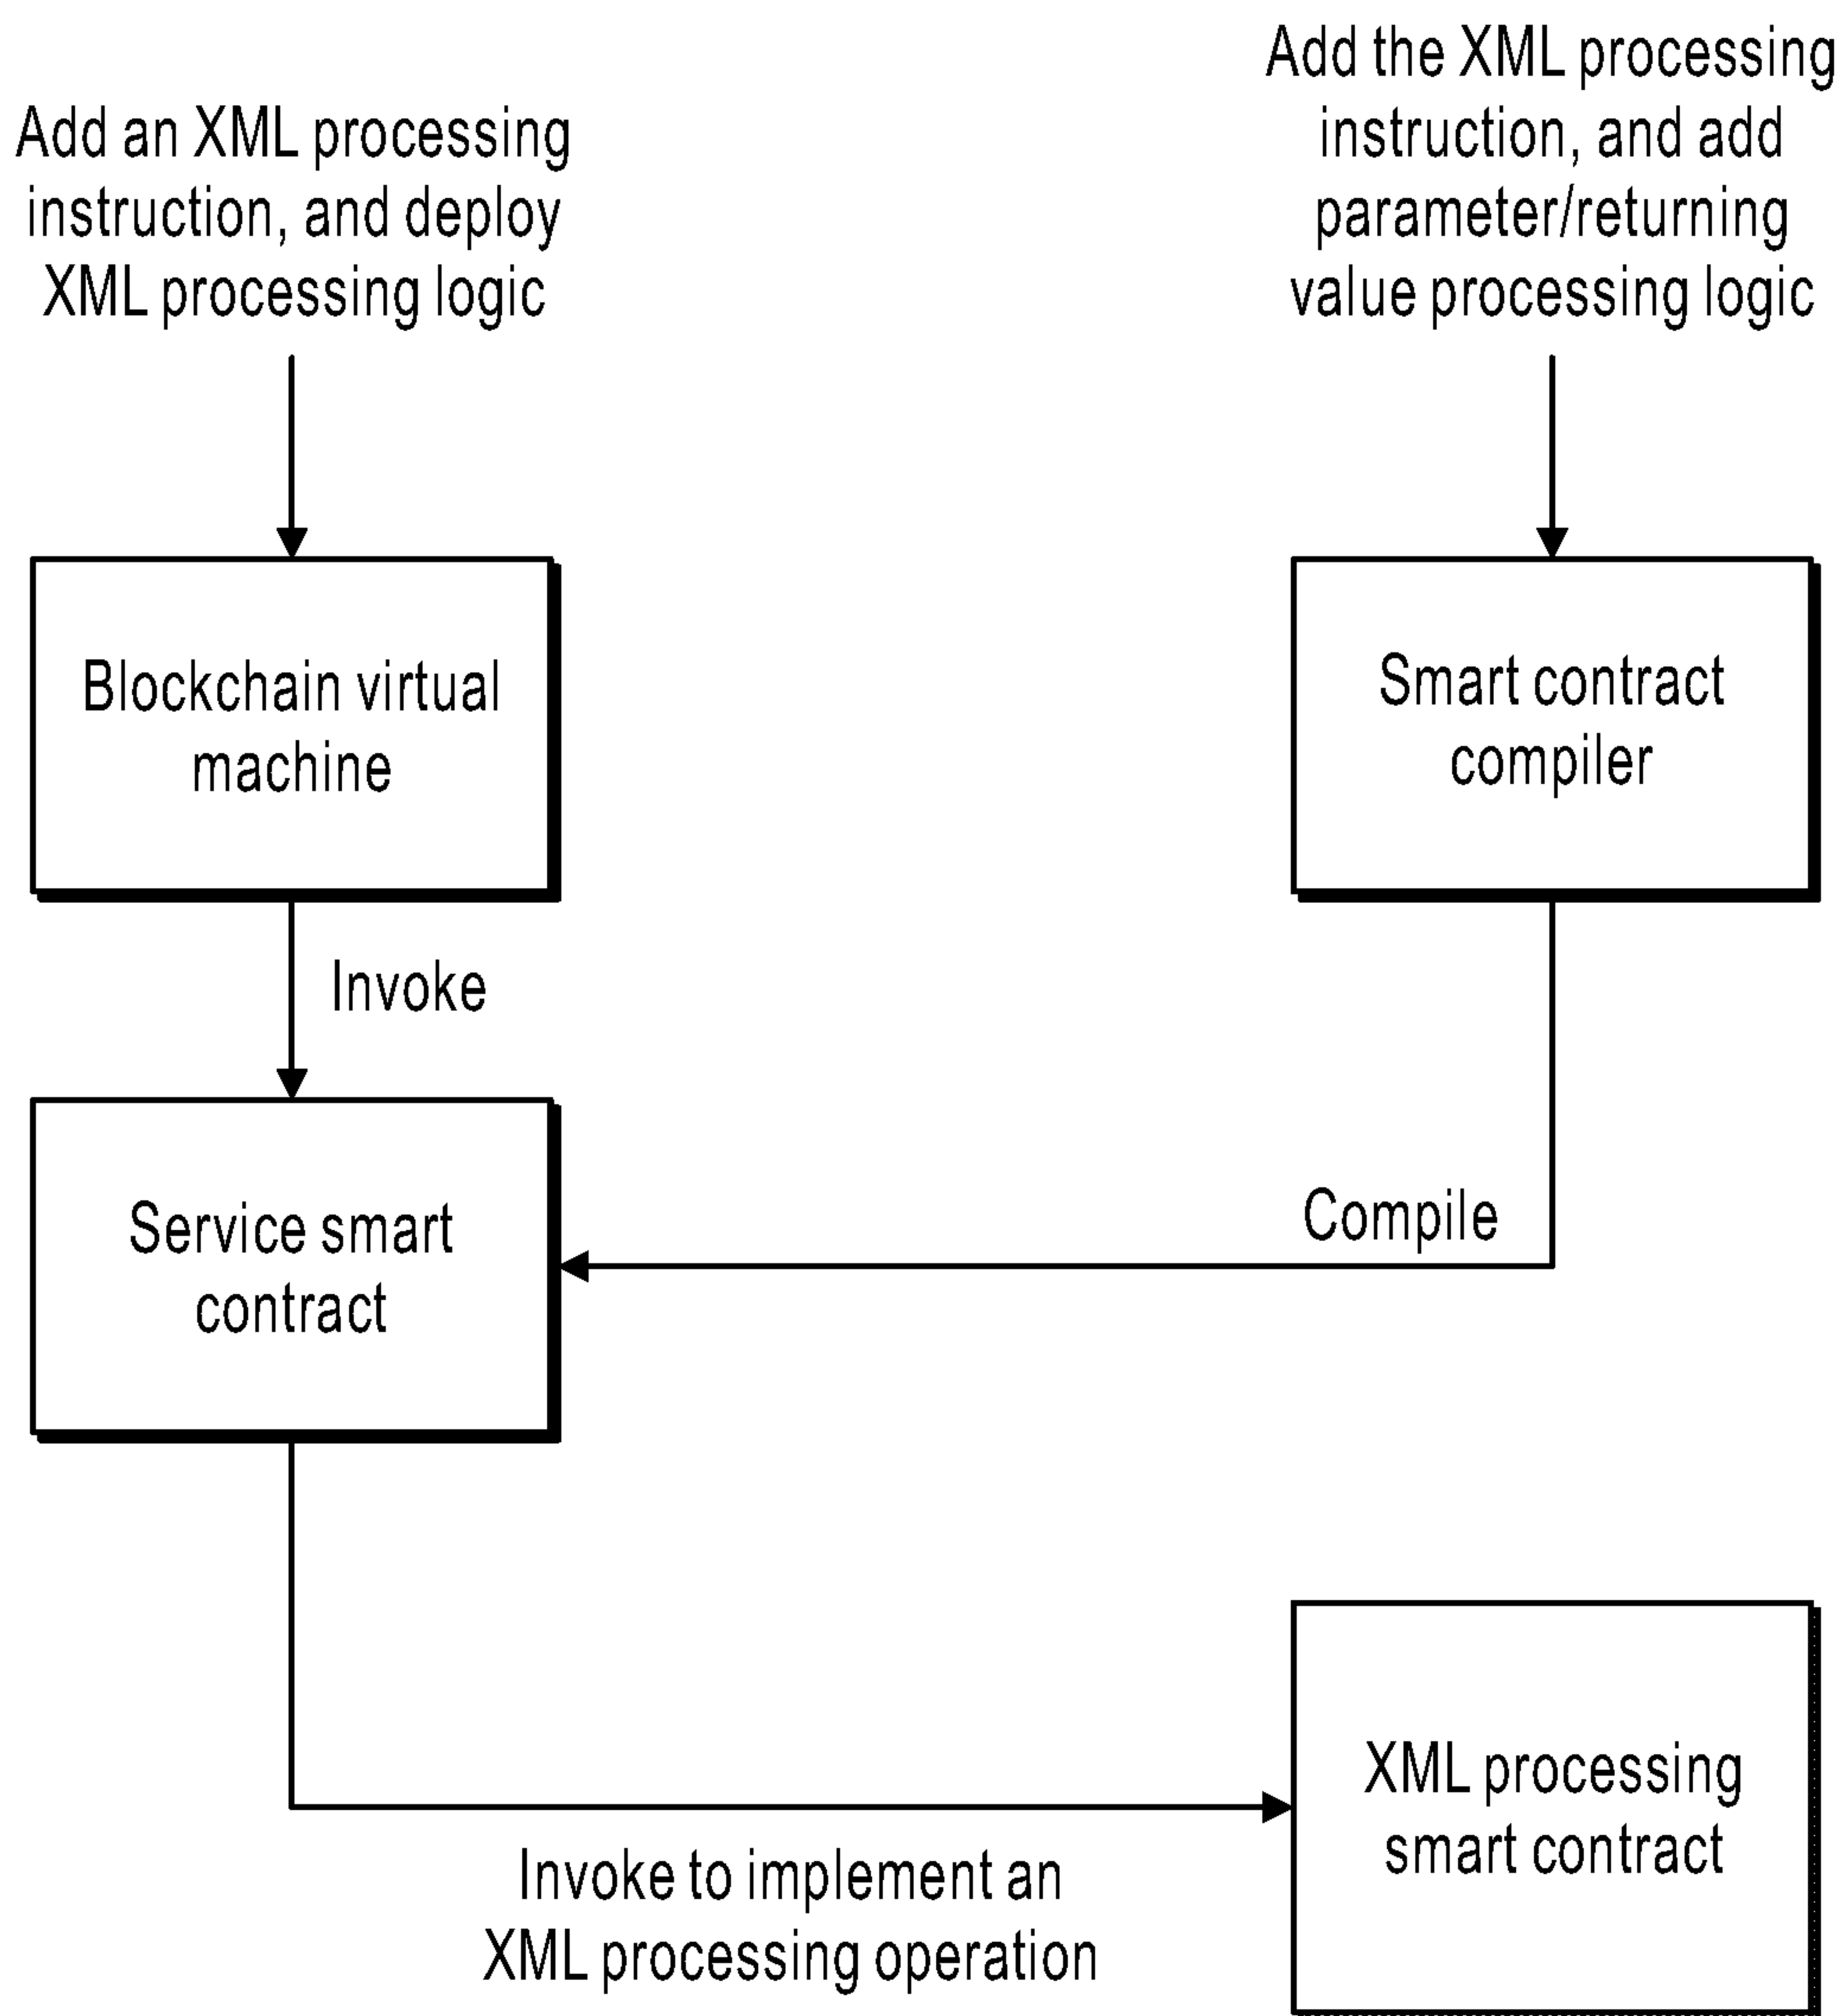 Add an XML processing
instruction, and deploy
XML processing logic
Add the XML processing
instruction, and add
parameter/returning
value processing logic
Blockchain virtual
machine
Smart contract
compiler
Invoke
Service smart
contract
Compile
XML processing
smart contract
Invoke to implement an
XML processing operation